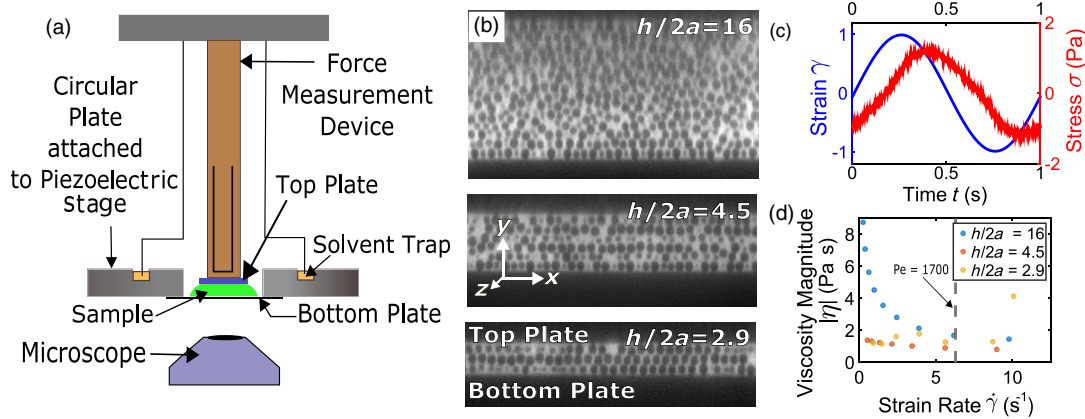 (a)
Force
Measurement
Device
Circular
Plate
attached
to Piezoelectric
stage
Top Plate
Solvent Trap
Sample
Bottom Plate
Microscope
(b)
h/2a=16
h/2a=4.5
y
x
z
Top Plate
h/2a=2.9
Bottom Plate
(c)
Strain γ
1
0
-1
0
0.5
1
Time t (s)
2
0
-2
Stress σ (Pa)
(d)
Viscosity Magnitude
|η| (Pa s)
8
6
4
2
0
0
5
10
Strain Rate γ̇ (s⁻¹)
Pe = 1700
h/2a = 16
h/2a = 4.5
h/2a = 2.9